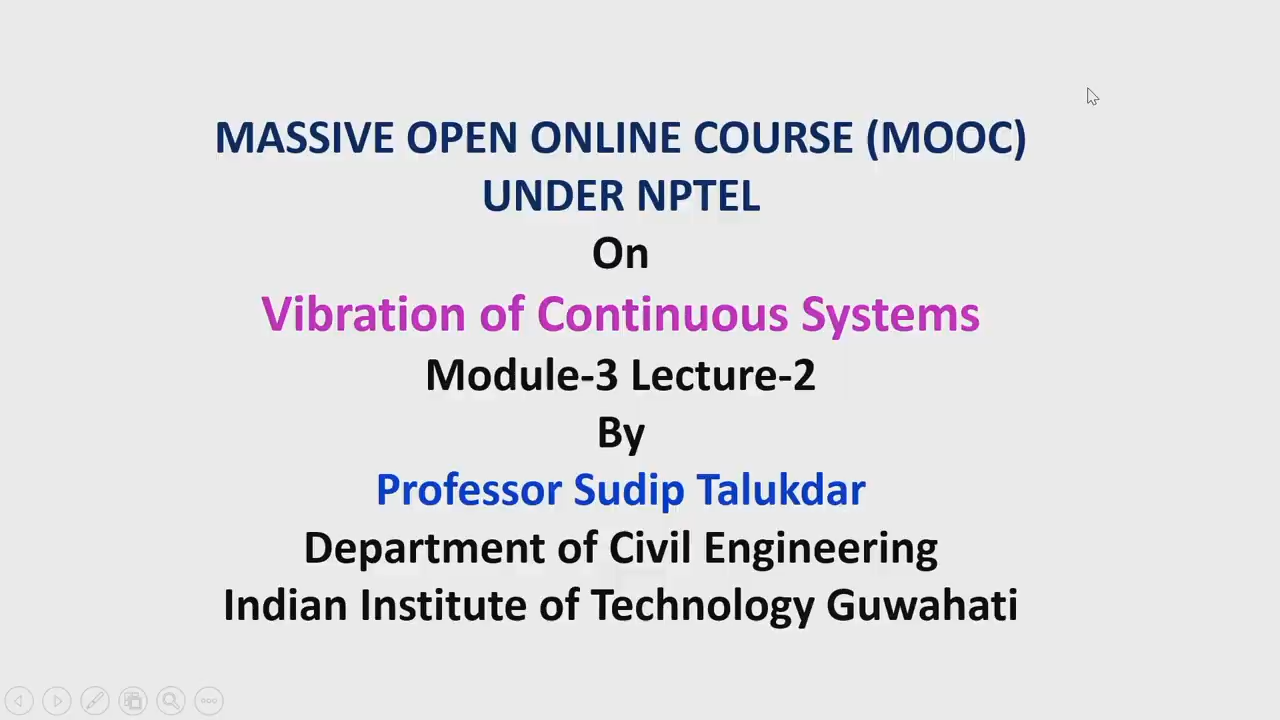 MASSIVE OPEN ONLINE COURSE (MOOC)
UNDER NPTEL
On
Vibration of Continuous Systems
Module-3 Lecture-2
By
Professor Sudip Talukdar
Department of Civil Engineering
Indian Institute of Technology Guwahati